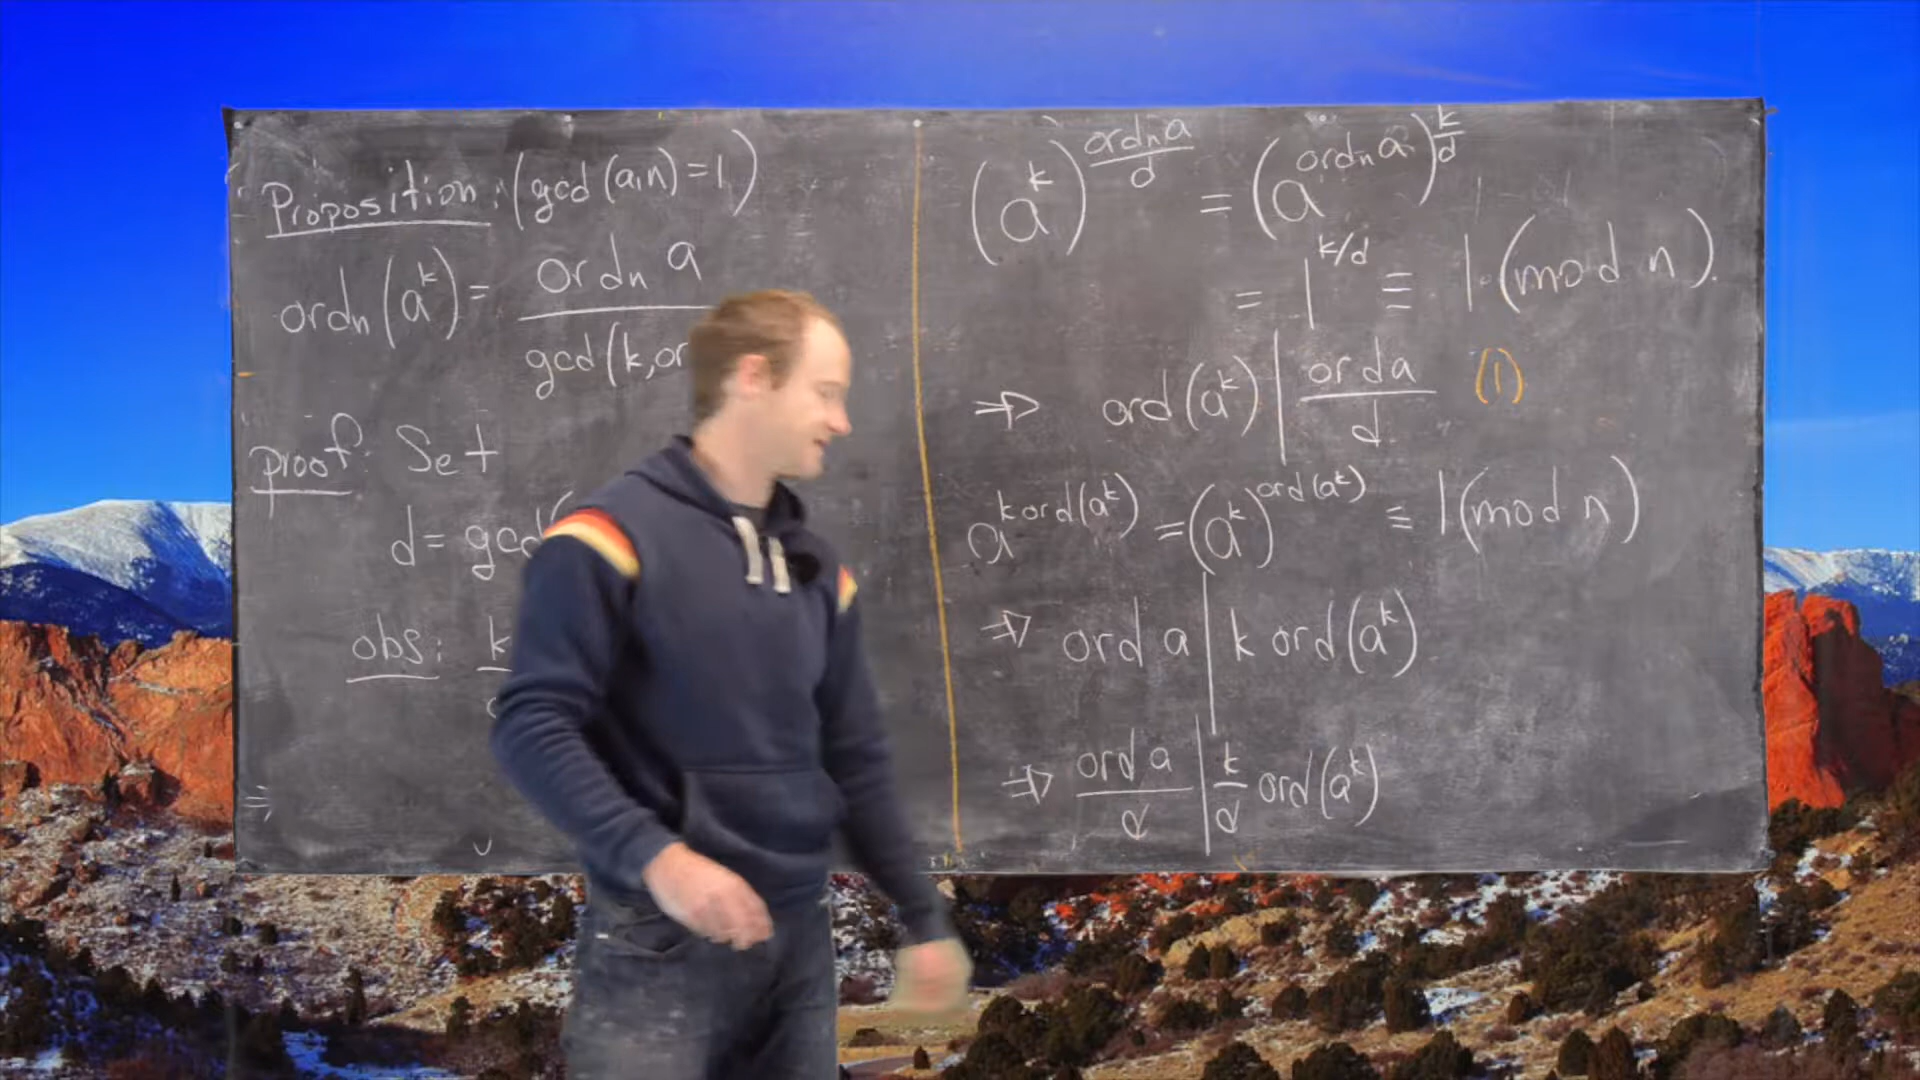 Proposition: (gcd(a,n)=1)
ordₙ(aᵏ) = ordₙ a / gcd(k,or
proof: Set
d = gcd(
obs: k
⇒
(aᵏ)^(ordₙa/d) = (a^(ordₙa))^(k/d)
= 1^(k/d) ≡ 1 (mod n).
⇒ ord(aᵏ) | ord a / d (1)
a^(k ord(aᵏ)) = (aᵏ)^(ord(aᵏ)) ≡ 1 (mod n)
⇒ ord a | k ord(aᵏ)
⇒ ord a / d | k/d ord(aᵏ)